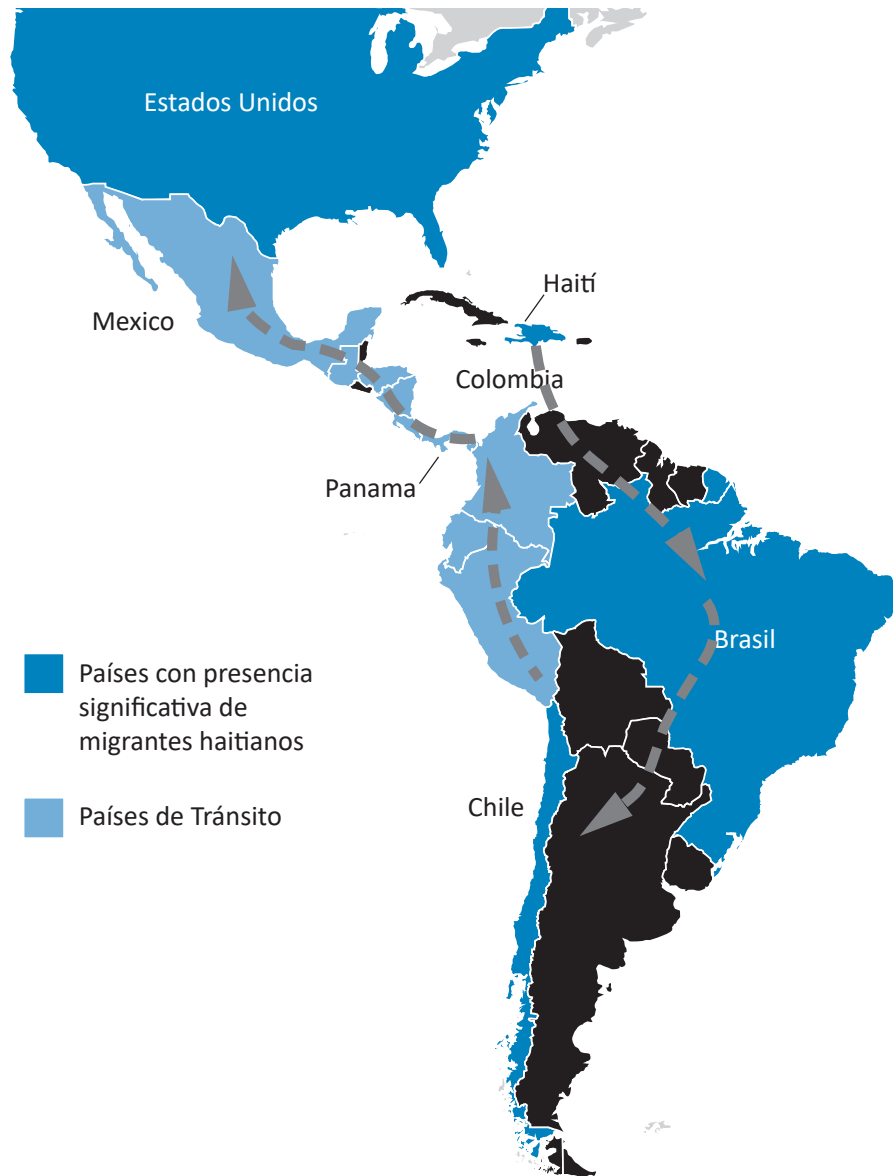 Estados Unidos
Haití
Mexico
Colombia
Panama
Brasil
Países con presencia
significativa de
migrantes haitianos
Chile
Países de Tránsito